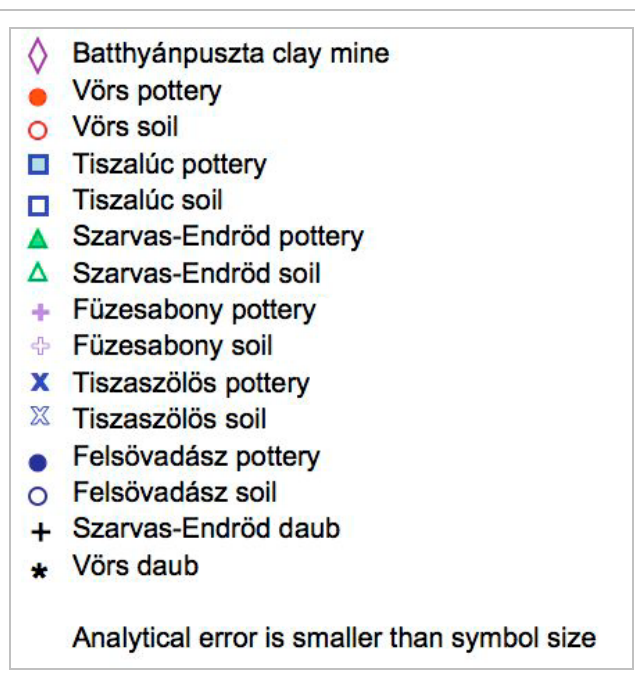 Batthyánpuszta clay mine
Vörs pottery
Vörs soil
Tiszalúc pottery
Tiszalúc soil
Szarvas-Endröd pottery
Szarvas-Endröd soil
Füzesabony pottery
Füzesabony soil
Tiszaszölös pottery
Tiszaszölös soil
Felsövadász pottery
Felsövadász soil
Szarvas-Endröd daub
Vörs daub
Analytical error is smaller than symbol size